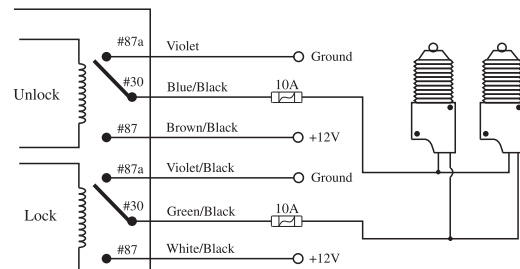 #87a Violet Ground
#30 Blue/Black 10A
Unlock
#87 Brown/Black +12V
#87a Violet/Black Ground
#30 Green/Black 10A
Lock
#87 White/Black +12V